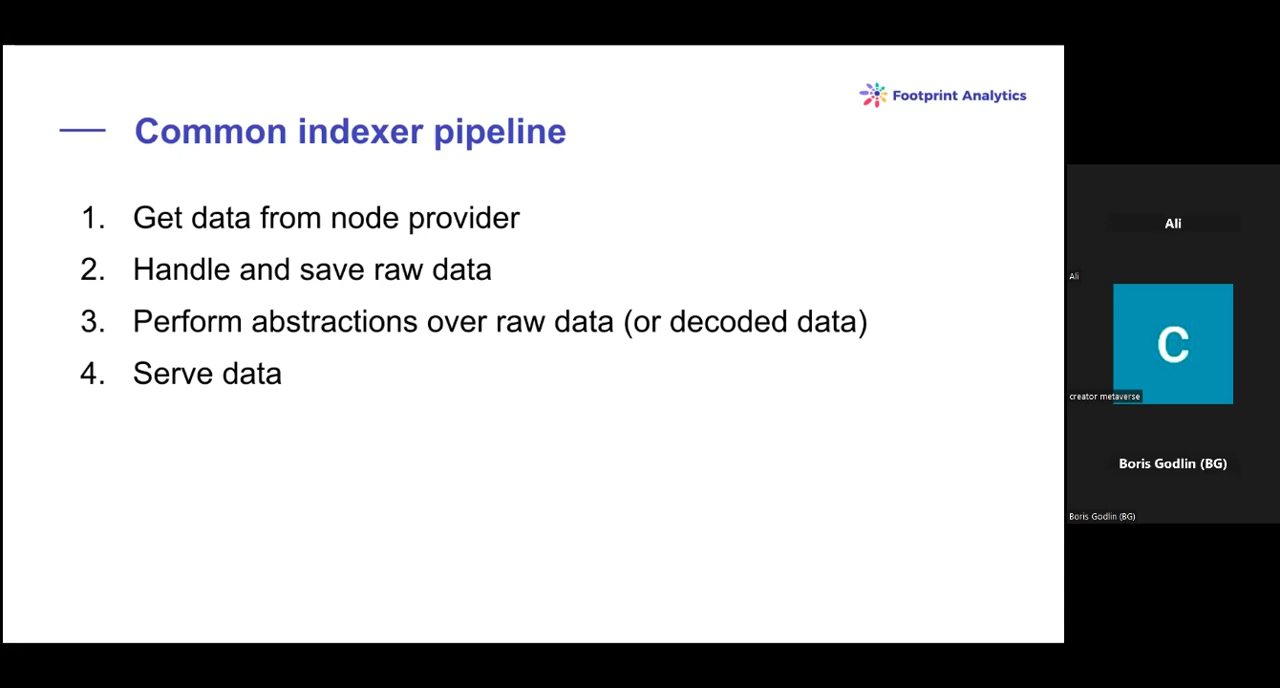 Footprint Analytics
Common indexer pipeline
1. Get data from node provider
2. Handle and save raw data
3. Perform abstractions over raw data (or decoded data)
4. Serve data
Ali
Ali
C
creator metaverse
Boris Godlin (BG)
Boris Godlin (BG)